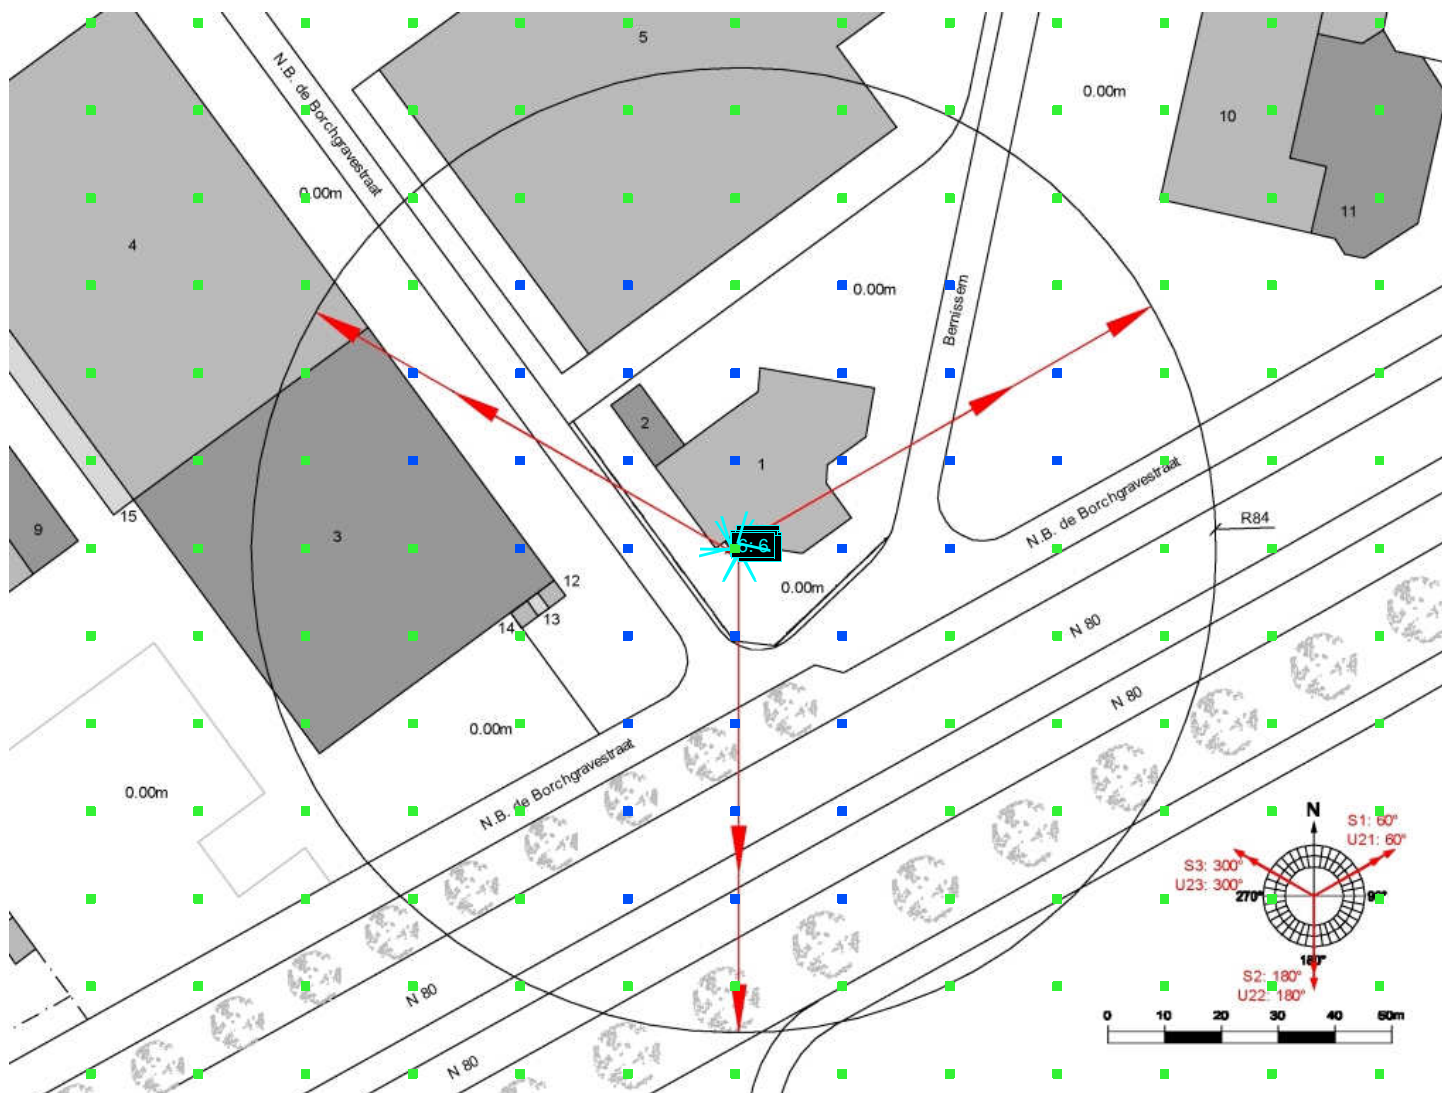 5
N.B. de Borchgravestraat
0.00m
10
0.00m
11
4
0.00m
Bernissem
2
1
N.B. de Borchgravestraat
15
R84
9
3
6: 6
12
0.00m
13
14
N 80
N 80
0.00m
N.B. de Borchgravestraat
0.00m
N
S1: 60°
U21: 60°
S3: 300°
U23: 300°
270°
90°
180°
S2: 180°
U22: 180°
N 80
0 10 20 30 40 50m
N 80